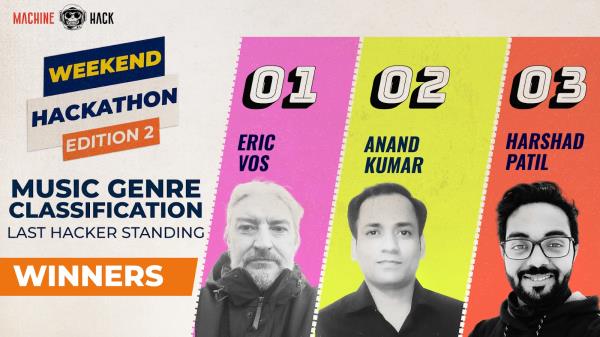 MACHINE HACK
WEEKEND
HACKATHON
EDITION 2
MUSIC GENRE
CLASSIFICATION
LAST HACKER STANDING
WINNERS
01
ERIC
VOS
02
ANAND
KUMAR
03
HARSHAD
PATIL